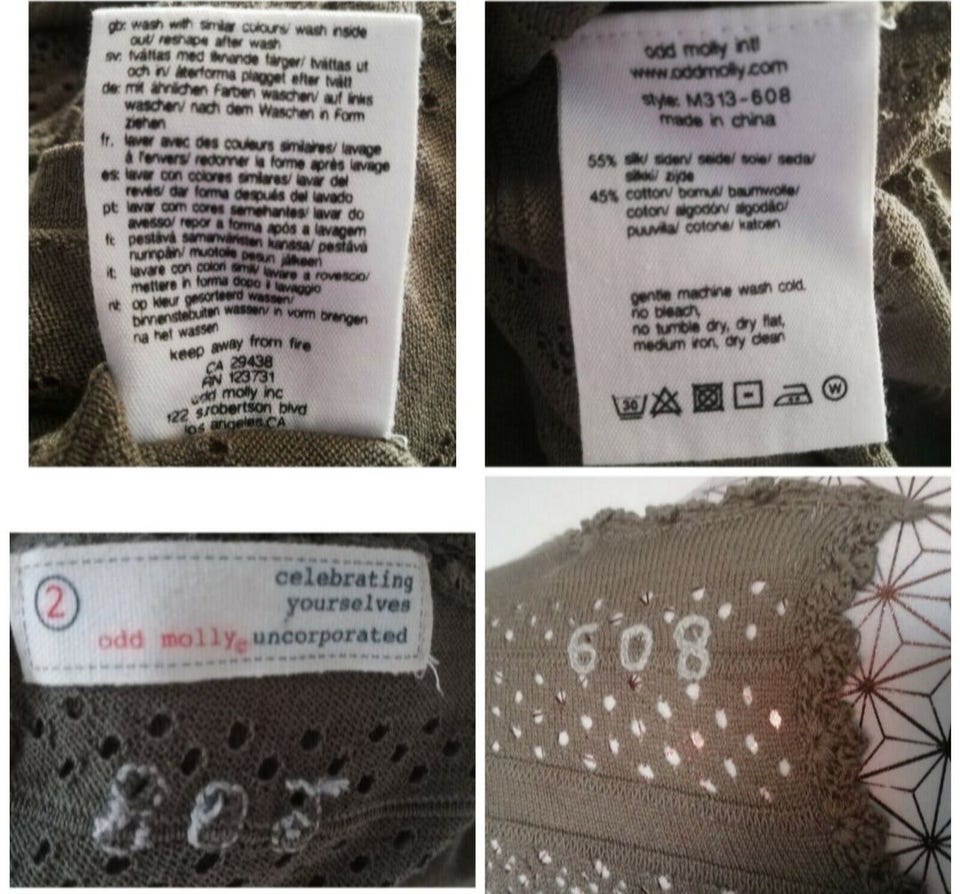 gb: wash with similar colours/ wash inside
out/ reshape after wash
sv: tvättas med liknande färger/ tvättas ut
och in/ återforma plagget efter tvätt
de: mit ähnlichen Farben waschen/ auf links
waschen/ nach dem Waschen in Form
ziehen
fr: laver avec des couleurs similaires/ lavage
à l'envers/ redonner la forme après lavage
es: lavar con colores similares/ lavar del
revés/ dar forma después del lavado
pt: lavar com cores semelhantes/ lavar do
avesso/ repor a forma após a lavagem
fi: pestävä samanväristen kanssa/ pestävä
nurinpäin/ muotoile pesun jälkeen
it: lavare con colori simili/ lavare a rovescio/
mettere in forma dopo il lavaggio
nl: op kleur gesorteerd wassen/
binnenstebuiten wassen/ in vorm brengen
na het wassen
keep away from fire
CA 29438
RN 123731
odd molly inc
122 s.robertson blvd
los angeles,CA
odd molly intl
www.oddmolly.com
style: M313-608
made in china
55% silk/ siden/ seide/ soie/ seda/
silkki/ zijde
45% cotton/ bomull/ baumwolle/
coton/ algodón/ algodão/
puuvilla/ cotone/ katoen
gentle machine wash cold,
no bleach,
no tumble dry, dry flat,
medium iron, dry clean
30
W
2
celebrating
yourselves
odd molly uncorporated
608